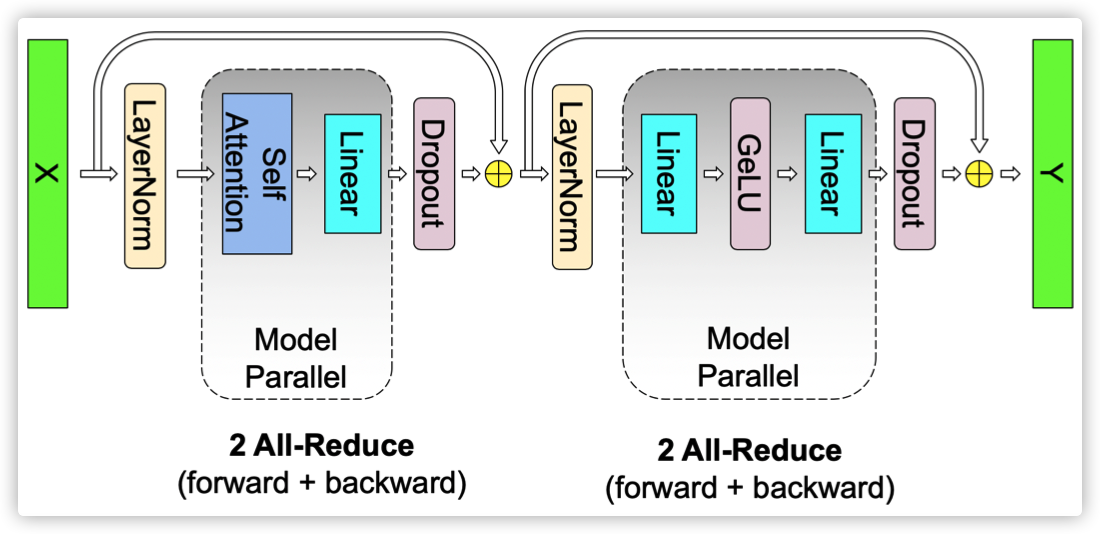 X
LayerNorm
Self
Attention
Linear
Dropout
LayerNorm
Linear
GeLU
Linear
Dropout
Y
Model
Parallel
Model
Parallel
2 All-Reduce
(forward + backward)
2 All-Reduce
(forward + backward)